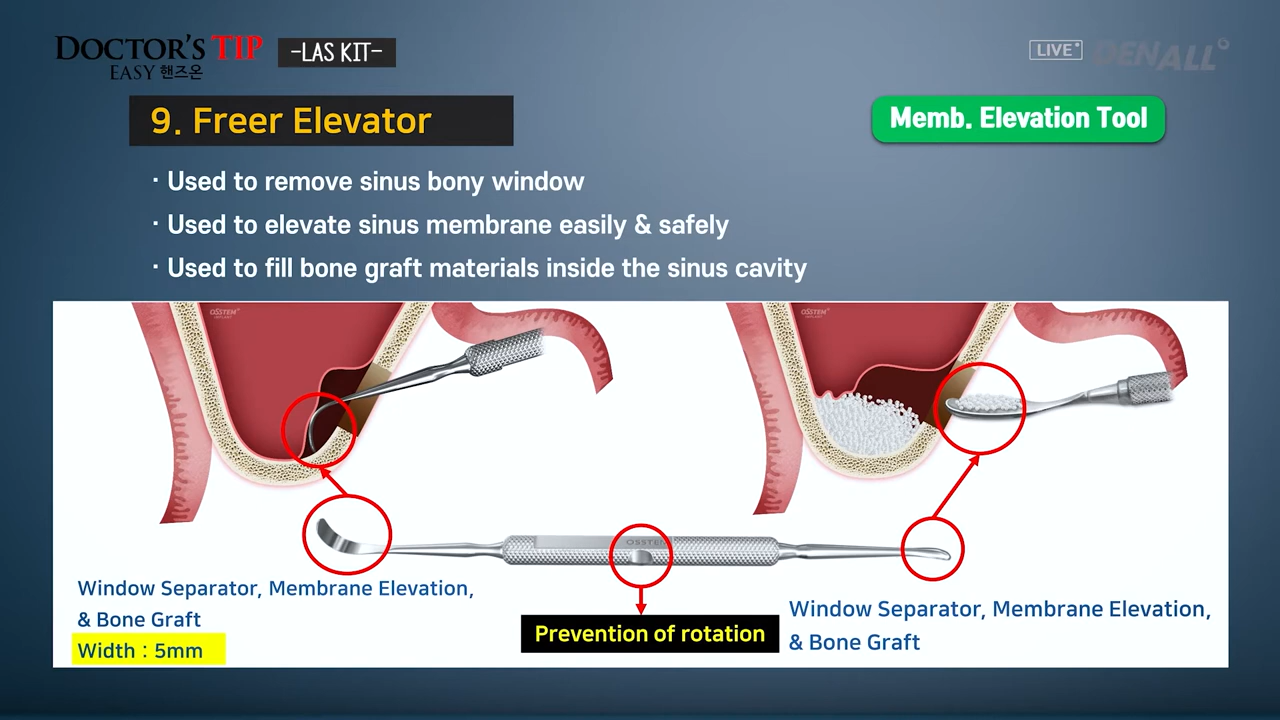 DOCTOR'S TIP
EASY 핸즈온
-LAS KIT-
LIVE
DENALL
9. Freer Elevator
Memb. Elevation Tool
· Used to remove sinus bony window
· Used to elevate sinus membrane easily & safely
· Used to fill bone graft materials inside the sinus cavity
OSSTEM
IMPLANT
OSSTEM
IMPLANT
OSSTEM
Window Separator, Membrane Elevation,
& Bone Graft
Width : 5mm
Prevention of rotation
Window Separator, Membrane Elevation,
& Bone Graft